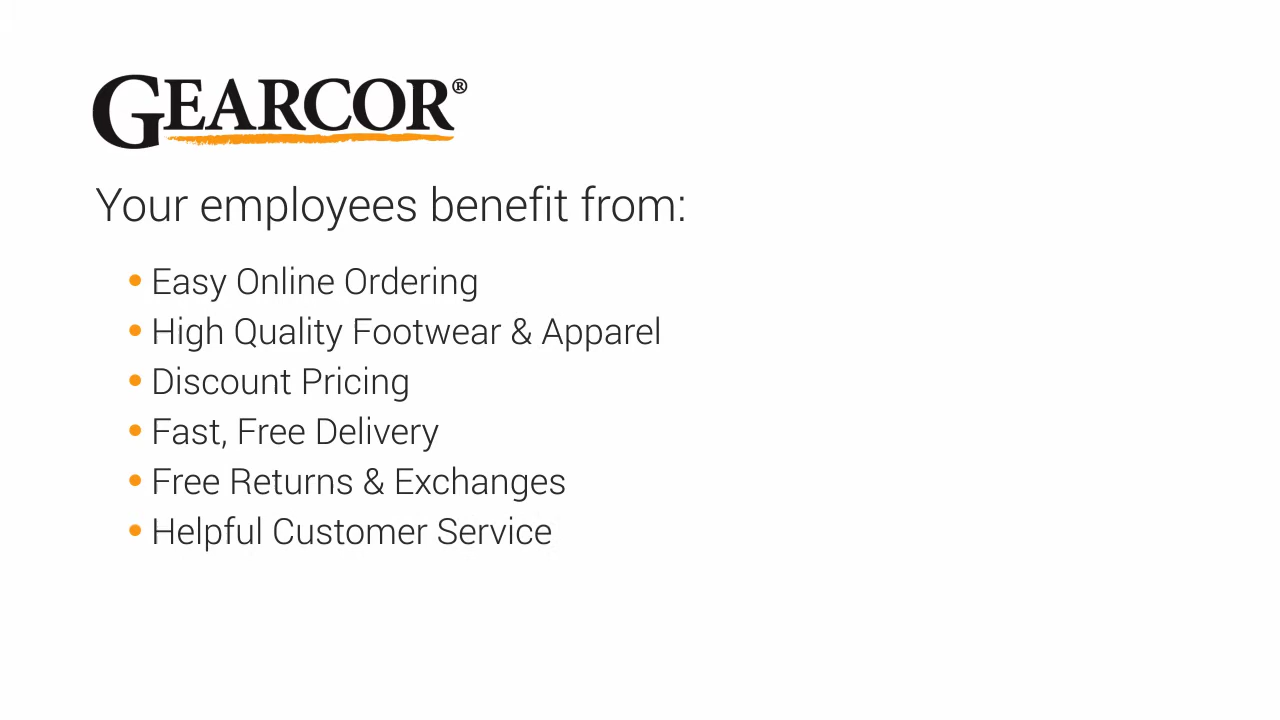 GEARCOR®
Your employees benefit from:
• Easy Online Ordering
• High Quality Footwear & Apparel
• Discount Pricing
• Fast, Free Delivery
• Free Returns & Exchanges
• Helpful Customer Service